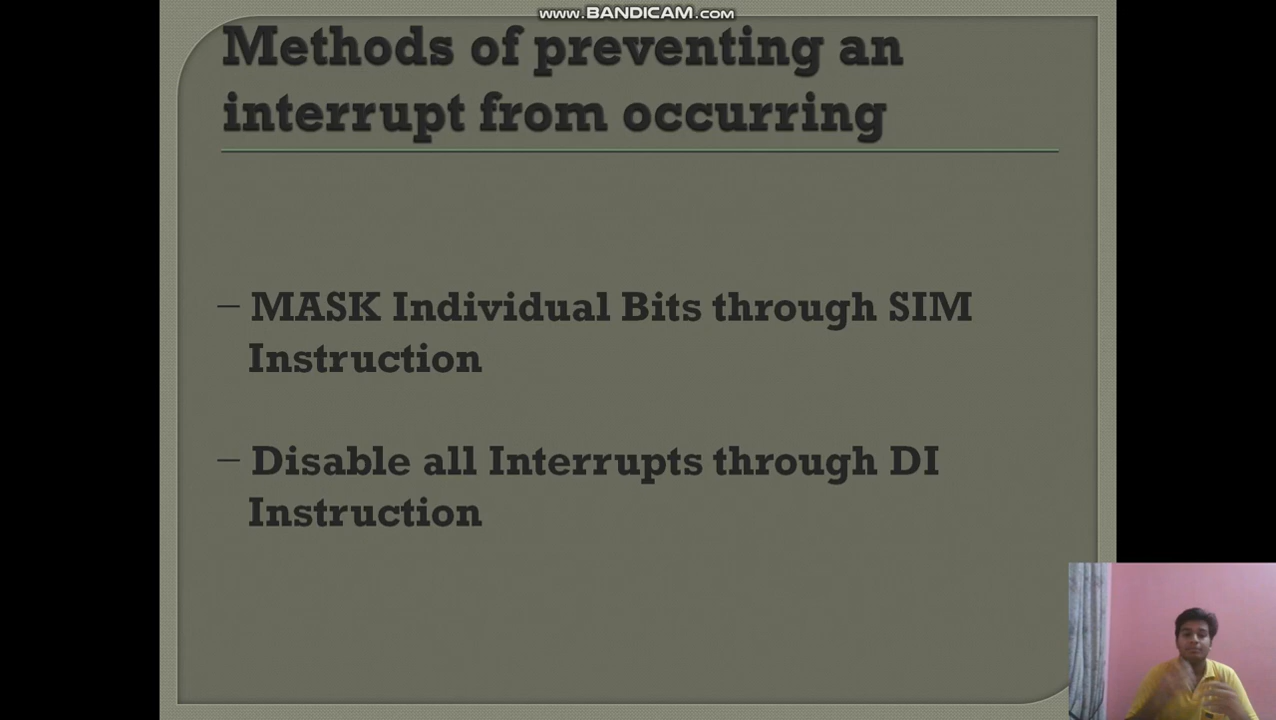 www.BANDICAM.com
Methods of preventing an
interrupt from occurring
– MASK Individual Bits through SIM
Instruction
– Disable all Interrupts through DI
Instruction